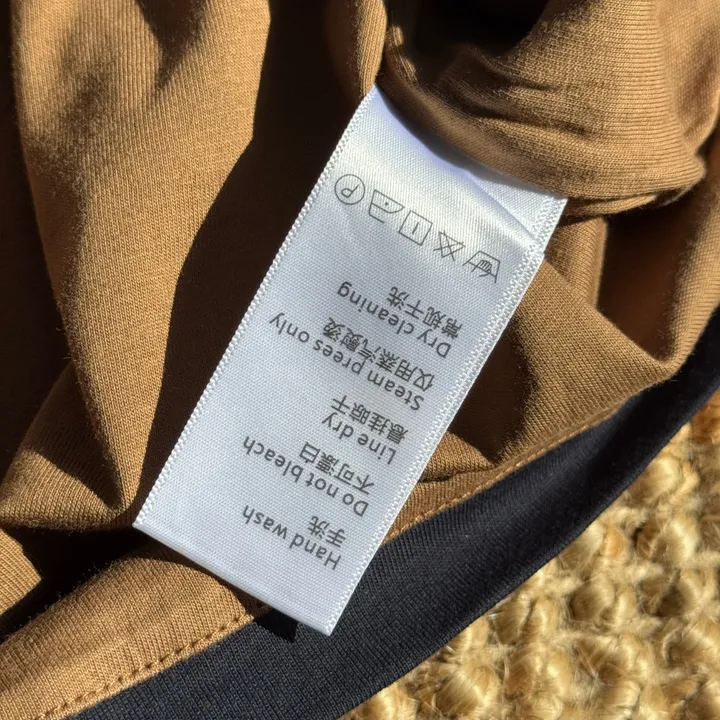 Hand wash
手洗
Do not bleach
不可漂白
Line dry
悬挂晾干
Steam prees only
仅用蒸汽熨烫
Dry cleaning
常规干洗
P